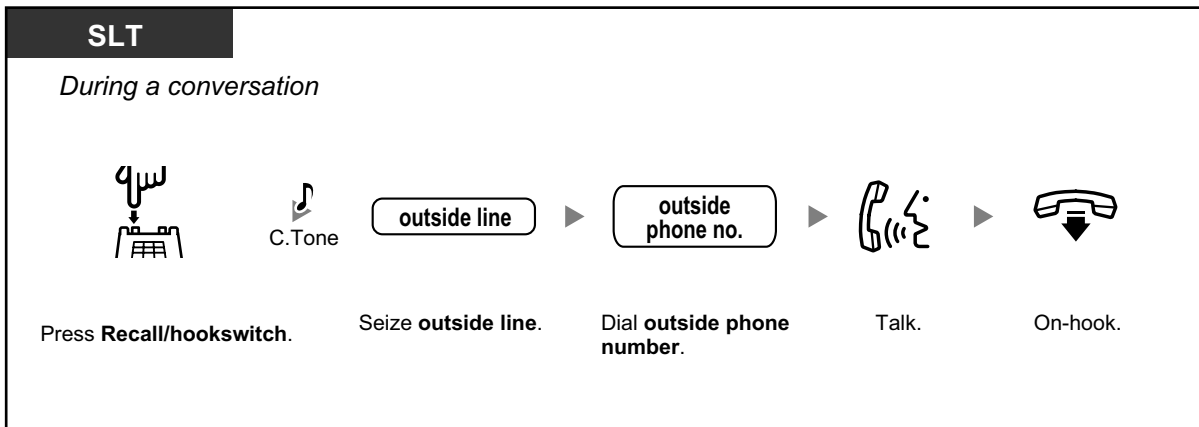 SLT
During a conversation
C.Tone
outside line
outside
phone no.
Press Recall/hookswitch.
Seize outside line.
Dial outside phone
number.
Talk.
On-hook.